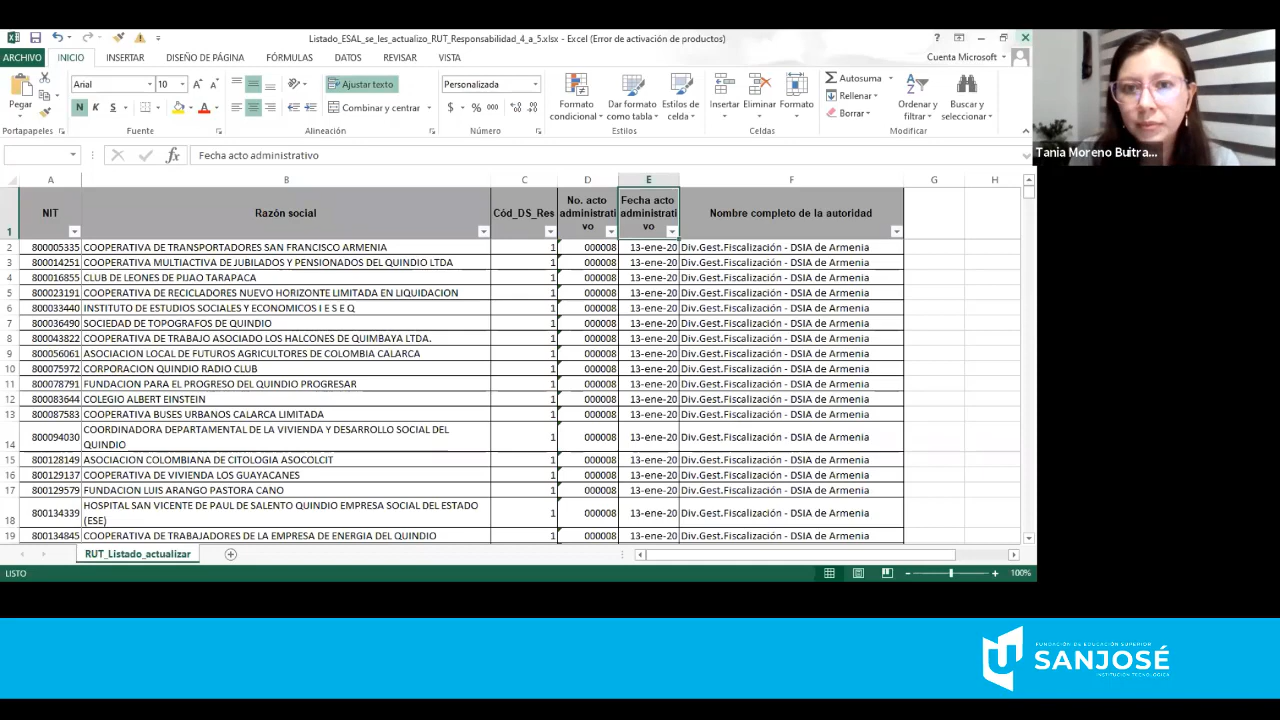 Listado_ESAL_se_les_actualizo_RUT_Responsabilidad_4_a_5.xlsx - Excel (Error de activación de productos)
ARCHIVO INICIO INSERTAR DISEÑO DE PÁGINA FÓRMULAS DATOS REVISAR VISTA Cuenta Microsoft
Pegar
Arial 10
N K S
Ajustar texto
Combinar y centrar
Personalizada
$ % 000
Formato condicional
Dar formato como tabla
Estilos de celda
Insertar Eliminar Formato
Autosuma
Rellenar
Borrar
Ordenar y filtrar
Buscar y seleccionar
Portapapeles Fuente Alineación Número Estilos Celdas Modificar
Fecha acto administrativo
A B C D E F G H
1 NIT Razón social Cód_DS_Res No. acto administrativo Fecha acto administrativo Nombre completo de la autoridad
2 800005335 COOPERATIVA DE TRANSPORTADORES SAN FRANCISCO ARMENIA 1 000008 13-ene-20 Div.Gest.Fiscalización - DSIA de Armenia
3 800014251 COOPERATIVA MULTIACTIVA DE JUBILADOS Y PENSIONADOS DEL QUINDIO LTDA 1 000008 13-ene-20 Div.Gest.Fiscalización - DSIA de Armenia
4 800016855 CLUB DE LEONES DE PIJAO TARAPACA 1 000008 13-ene-20 Div.Gest.Fiscalización - DSIA de Armenia
5 800023191 COOPERATIVA DE RECICLADORES NUEVO HORIZONTE LIMITADA EN LIQUIDACION 1 000008 13-ene-20 Div.Gest.Fiscalización - DSIA de Armenia
6 800033440 INSTITUTO DE ESTUDIOS SOCIALES Y ECONOMICOS I E S E Q 1 000008 13-ene-20 Div.Gest.Fiscalización - DSIA de Armenia
7 800036490 SOCIEDAD DE TOPOGRAFOS DE QUINDIO 1 000008 13-ene-20 Div.Gest.Fiscalización - DSIA de Armenia
8 800043822 COOPERATIVA DE TRABAJO ASOCIADO LOS HALCONES DE QUIMBAYA LTDA. 1 000008 13-ene-20 Div.Gest.Fiscalización - DSIA de Armenia
9 800056061 ASOCIACION LOCAL DE FUTUROS AGRICULTORES DE COLOMBIA CALARCA 1 000008 13-ene-20 Div.Gest.Fiscalización - DSIA de Armenia
10 800075972 CORPORACION QUINDIO RADIO CLUB 1 000008 13-ene-20 Div.Gest.Fiscalización - DSIA de Armenia
11 800078791 FUNDACION PARA EL PROGRESO DEL QUINDIO PROGRESAR 1 000008 13-ene-20 Div.Gest.Fiscalización - DSIA de Armenia
12 800083644 COLEGIO ALBERT EINSTEIN 1 000008 13-ene-20 Div.Gest.Fiscalización - DSIA de Armenia
13 800087583 COOPERATIVA BUSES URBANOS CALARCA LIMITADA 1 000008 13-ene-20 Div.Gest.Fiscalización - DSIA de Armenia
14 800094030 COORDINADORA DEPARTAMENTAL DE LA VIVIENDA Y DESARROLLO SOCIAL DEL QUINDIO 1 000008 13-ene-20 Div.Gest.Fiscalización - DSIA de Armenia
15 800128149 ASOCIACION COLOMBIANA DE CITOLOGIA ASOCOLCIT 1 000008 13-ene-20 Div.Gest.Fiscalización - DSIA de Armenia
16 800129137 COOPERATIVA DE VIVIENDA LOS GUAYACANES 1 000008 13-ene-20 Div.Gest.Fiscalización - DSIA de Armenia
17 800129579 FUNDACION LUIS ARANGO PASTORA CANO 1 000008 13-ene-20 Div.Gest.Fiscalización - DSIA de Armenia
18 800134339 HOSPITAL SAN VICENTE DE PAUL DE SALENTO QUINDIO EMPRESA SOCIAL DEL ESTADO (ESE) 1 000008 13-ene-20 Div.Gest.Fiscalización - DSIA de Armenia
19 800134845 COOPERATIVA DE TRABAJADORES DE LA EMPRESA DE ENERGIA DEL QUINDIO 1 000008 13-ene-20 Div.Gest.Fiscalización - DSIA de Armenia
RUT_Listado_actualizar
LISTO 100%
Tania Moreno Buitra...
FUNDACIÓN DE EDUCACIÓN SUPERIOR
SANJOSÉ
INSTITUCIÓN TECNOLÓGICA